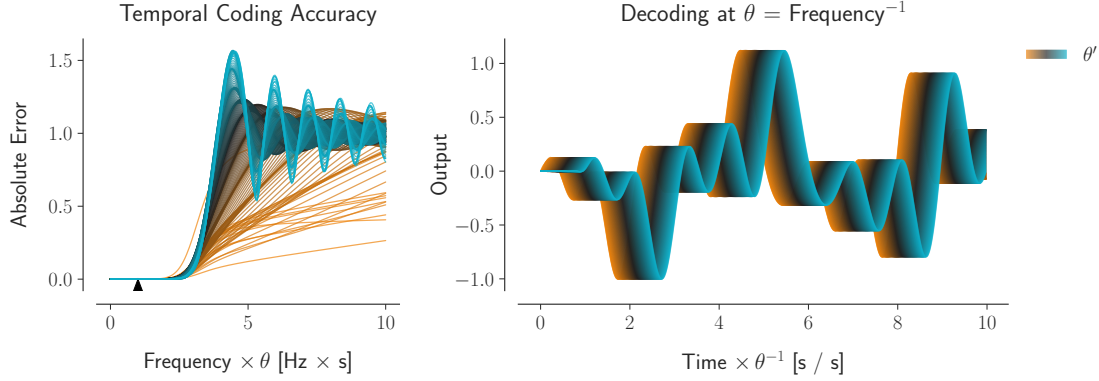 Temporal Coding Accuracy
Absolute Error
1.5
1.0
0.5
0.0
0
5
10
Frequency × θ [Hz × s]
Decoding at θ = Frequency⁻¹
Output
1.0
0.5
0.0
−0.5
−1.0
0
2
4
6
8
10
Time × θ⁻¹ [s / s]
θ′